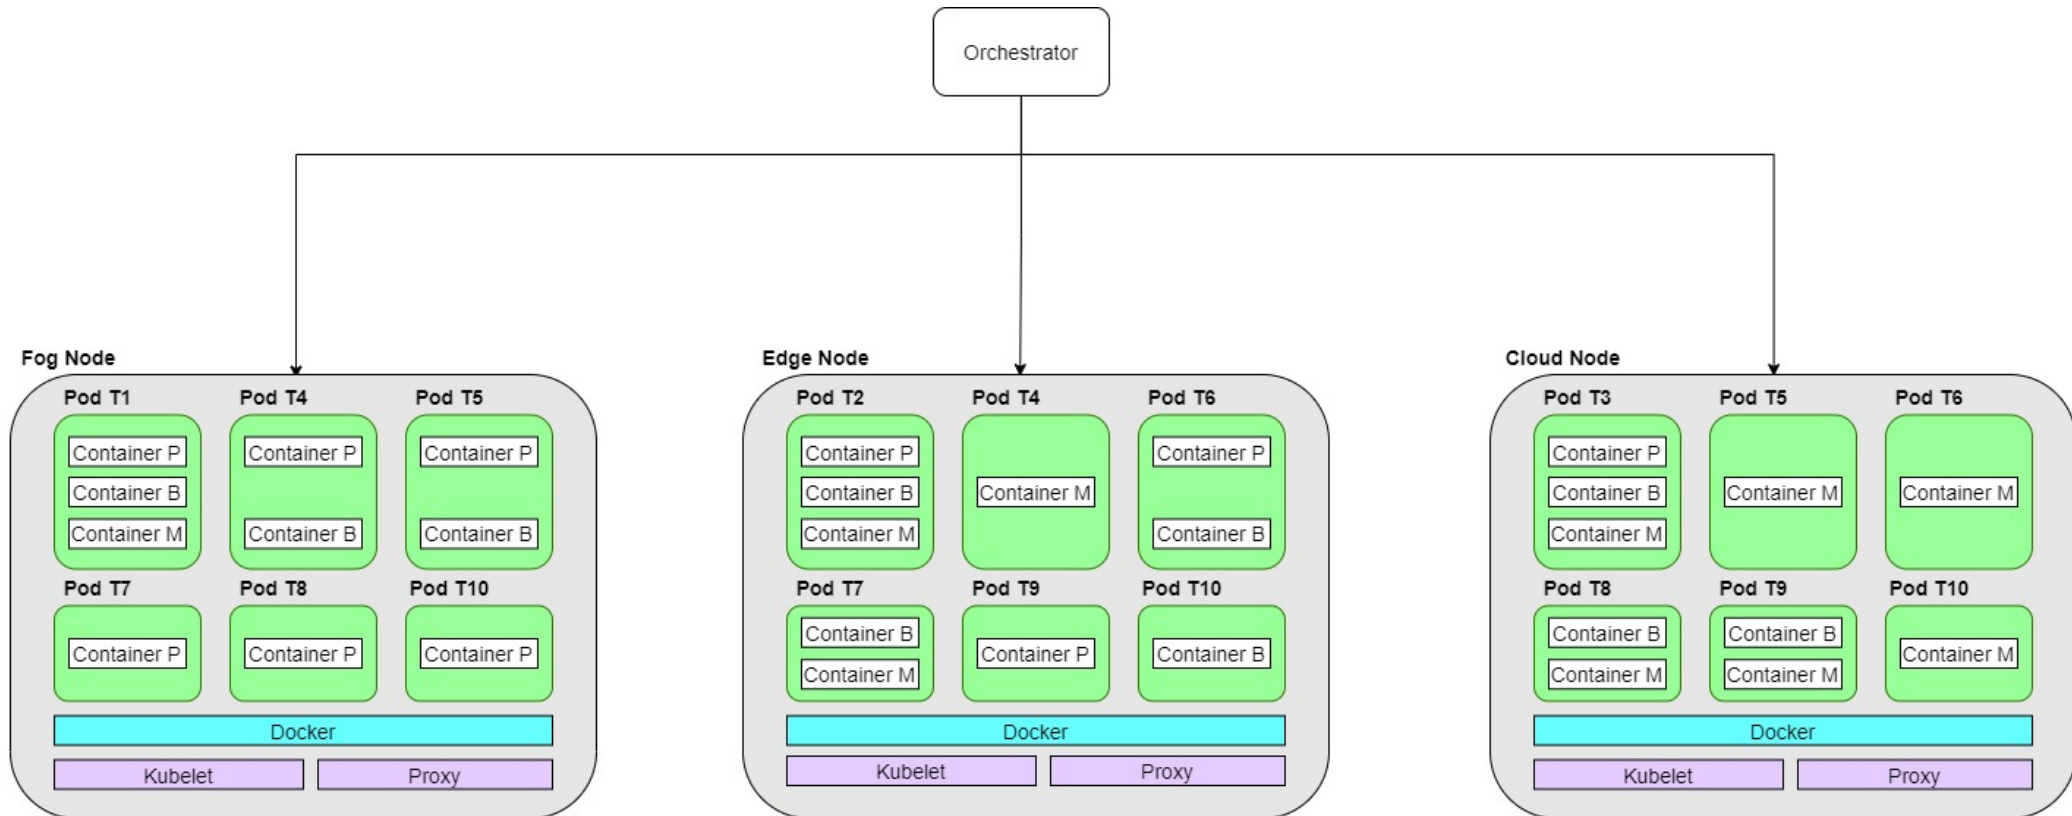 Orchestrator
Fog Node
Pod T1
Container P
Container B
Container M
Pod T4
Container P
Container B
Pod T5
Container P
Container B
Pod T7
Container P
Pod T8
Container P
Pod T10
Container P
Docker
Kubelet
Proxy
Edge Node
Pod T2
Container P
Container B
Container M
Pod T4
Container M
Pod T6
Container P
Container B
Pod T7
Container B
Container M
Pod T9
Container P
Pod T10
Container B
Docker
Kubelet
Proxy
Cloud Node
Pod T3
Container P
Container B
Container M
Pod T5
Container M
Pod T6
Container M
Pod T8
Container B
Container M
Pod T9
Container B
Container M
Pod T10
Container M
Docker
Kubelet
Proxy